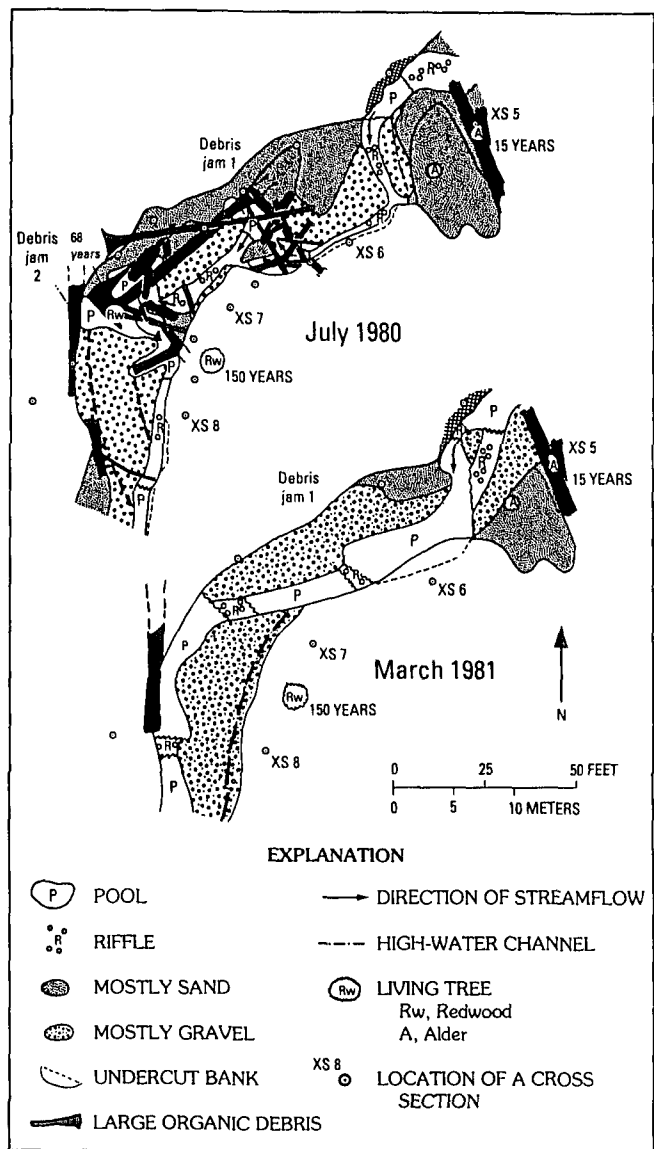 R
P
XS 5
A
15 YEARS
Debris
jam 1
R
A
P
Debris
jam
2
68
years
P
XS 6
P
R
R
P
Rw
XS 7
July 1980
P
Rw
150 YEARS
XS 8
R
P
P
XS 5
R
A
15 YEARS
Debris
jam 1
A
P
R
XS 6
P
R
P
XS 7
March 1981
Rw
150 YEARS
N
R
XS 8
P
0 25 50 FEET
0 5 10 METERS
EXPLANATION
P POOL
R RIFFLE
MOSTLY SAND
MOSTLY GRAVEL
UNDERCUT BANK
LARGE ORGANIC DEBRIS
DIRECTION OF STREAMFLOW
HIGH-WATER CHANNEL
Rw LIVING TREE
Rw, Redwood
A, Alder
XS 8
LOCATION OF A CROSS
SECTION